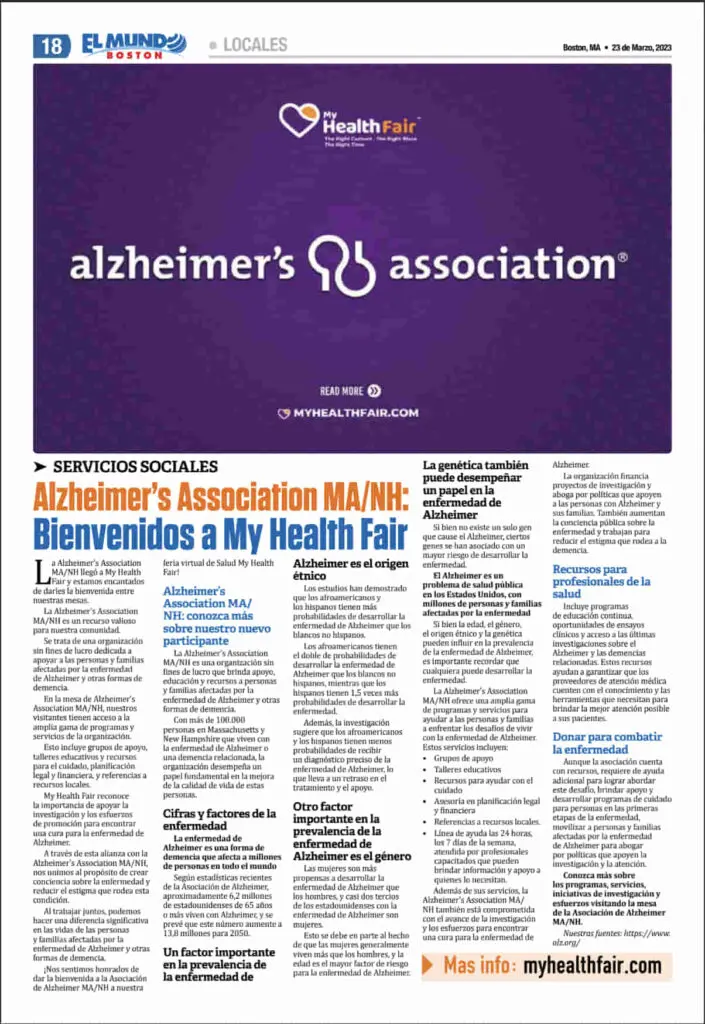 18
EL MUNDO
BOSTON
• LOCALES
Boston, MA • 23 de Marzo, 2023
My
HealthFair
The Right Content. The Right Place
The Right Time
alzheimer's association®
READ MORE
MYHEALTHFAIR.COM
SERVICIOS SOCIALES
Alzheimer's Association MA/NH:
Bienvenidos a My Health Fair
La Alzheimer's Association
MA/NH llegó a My Health
Fair y estamos encantados
de darles la bienvenida entre
nuestras mesas.
La Alzheimer's Association
MA/NH es un recurso valioso
para nuestra comunidad.
Se trata de una organización
sin fines de lucro dedicada a
apoyar a las personas y familias
afectadas por la enfermedad
de Alzheimer y otras formas de
demencia.
En la mesa de Alzheimer's
Association MA/NH, nuestros
visitantes tienen acceso a la
amplia gama de programas y
servicios de la organización.
Esto incluye grupos de apoyo,
talleres educativos y recursos
para el cuidado, planificación
legal y financiera, y referencias a
recursos locales.
My Health Fair reconoce
la importancia de apoyar la
investigación y los esfuerzos
de promoción para encontrar
una cura para la enfermedad de
Alzheimer.
A través de esta alianza con la
Alzheimer's Association MA/NH,
nos unimos al propósito de crear
conciencia sobre la enfermedad y
reducir el estigma que rodea esta
condición.
Al trabajar juntos, podemos
hacer una diferencia significativa
en las vidas de las personas
y familias afectadas por la
enfermedad de Alzheimer y otras
formas de demencia.
¡Nos sentimos honrados de
dar la bienvenida a la Asociación
de Alzheimer MA/NH a nuestra
feria virtual de Salud My Health
Fair!
Alzheimer's
Association MA/
NH: conozca más
sobre nuestro nuevo
participante
La Alzheimer's Association
MA/NH es una organización sin
fines de lucro que brinda apoyo,
educación y recursos a personas
y familias afectadas por la
enfermedad de Alzheimer y otras
formas de demencia.
Con más de 100.000
personas en Massachusetts y
New Hampshire que viven con
la enfermedad de Alzheimer o
una demencia relacionada, la
organización desempeña un
papel fundamental en la mejora
de la calidad de vida de estas
personas.
Cifras y factores de la
enfermedad
La enfermedad de
Alzheimer es una forma de
demencia que afecta a millones
de personas en todo el mundo
Según estadísticas recientes
de la Asociación de Alzheimer,
aproximadamente 6,2 millones
de estadounidenses de 65 años
o más viven con Alzheimer, y se
prevé que este número aumente a
13,8 millones para 2050.
Un factor importante
en la prevalencia de
la enfermedad de
Alzheimer es el origen
étnico
Los estudios han demostrado
que los afroamericanos y
los hispanos tienen más
probabilidades de desarrollar la
enfermedad de Alzheimer que los
blancos no hispanos.
Los afroamericanos tienen
el doble de probabilidades de
desarrollar la enfermedad de
Alzheimer que los blancos no
hispanos, mientras que los
hispanos tienen 1,5 veces más
probabilidades de desarrollar la
enfermedad.
Además, la investigación
sugiere que los afroamericanos
y los hispanos tienen menos
probabilidades de recibir
un diagnóstico preciso de la
enfermedad de Alzheimer, lo
que lleva a un retraso en el
tratamiento y el apoyo.
Otro factor
importante en la
prevalencia de la
enfermedad de
Alzheimer es el género
Las mujeres son más
propensas a desarrollar la
enfermedad de Alzheimer que
los hombres, y casi dos tercios
de los estadounidenses con la
enfermedad de Alzheimer son
mujeres.
Esto se debe en parte al hecho
de que las mujeres generalmente
viven más que los hombres, y la
edad es el mayor factor de riesgo
para la enfermedad de Alzheimer.
La genética también
puede desempeñar
un papel en la
enfermedad de
Alzheimer
Si bien no existe un solo gen
que cause el Alzheimer, ciertos
genes se han asociado con un
mayor riesgo de desarrollar la
enfermedad.
El Alzheimer es un
problema de salud pública
en los Estados Unidos, con
millones de personas y familias
afectadas por la enfermedad
Si bien la edad, el género,
el origen étnico y la genética
pueden influir en la prevalencia
de la enfermedad de Alzheimer,
es importante recordar que
cualquiera puede desarrollar la
enfermedad.
La Alzheimer's Association
MA/NH ofrece una amplia gama
de programas y servicios para
ayudar a las personas y familias
a enfrentar los desafíos de vivir
con la enfermedad de Alzheimer.
Estos servicios incluyen:
• Grupos de apoyo
• Talleres educativos
• Recursos para ayudar con el
cuidado
• Asesoría en planificación legal
y financiera
• Referencias a recursos locales.
• Línea de ayuda las 24 horas,
los 7 días de la semana,
atendida por profesionales
capacitados que pueden
brindar información y apoyo a
quienes lo necesitan.
Además de sus servicios, la
Alzheimer's Association MA/
NH también está comprometida
con el avance de la investigación
y los esfuerzos para encontrar
una cura para la enfermedad de
Alzheimer.
La organización financia
proyectos de investigación y
aboga por políticas que apoyen
a las personas con Alzheimer y
sus familias. También aumentan
la conciencia pública sobre la
enfermedad y trabajan para
reducir el estigma que rodea a la
demencia.
Recursos para
profesionales de la
salud
Incluye programas
de educación continua,
oportunidades de ensayos
clínicos y acceso a las últimas
investigaciones sobre el
Alzheimer y las demencias
relacionadas. Estos recursos
ayudan a garantizar que los
proveedores de atención médica
cuenten con el conocimiento y las
herramientas que necesitan para
brindar la mejor atención posible
a sus pacientes.
Donar para combatir
la enfermedad
Aunque la asociación cuenta
con recursos, requiere de ayuda
adicional para lograr abordar
este desafío, brindar apoyo y
desarrollar programas de cuidado
para personas en las primeras
etapas de la enfermedad,
movilizar a personas y familias
afectadas por la enfermedad
de Alzheimer para abogar
por políticas que apoyen la
investigación y la atención.
Conozca más sobre
los programas, servicios,
iniciativas de investigación y
esfuerzos visitando la mesa
de la Asociación de Alzheimer
MA/NH.
Nuestras fuentes: https://www.
alz.org/
Mas info: myhealthfair.com